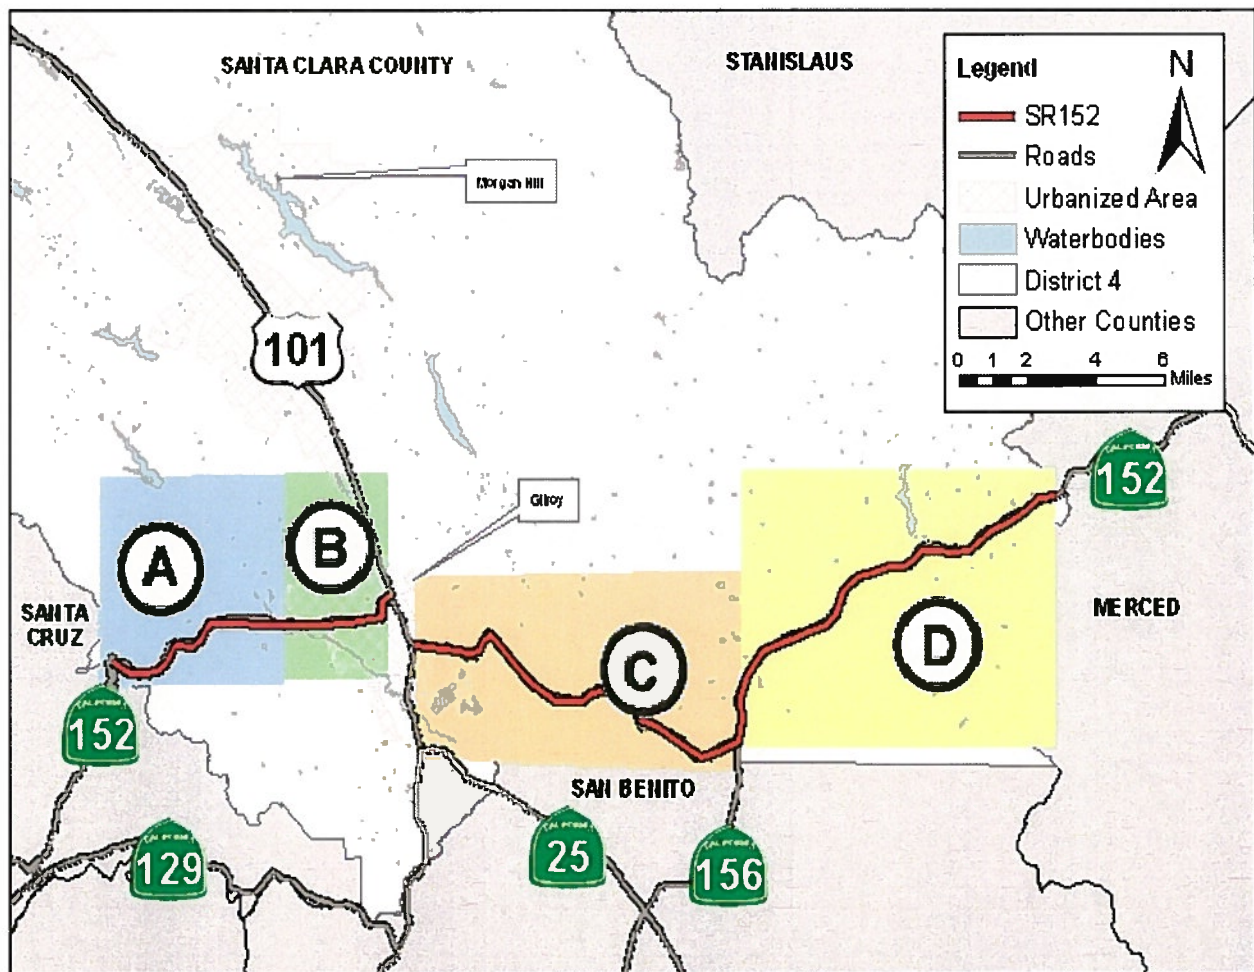 SANTA CLARA COUNTY
STANISLAUS
Legend
N
SR152
Roads
Urbanized Area
Waterbodies
District 4
Other Counties
0 1 2 4 6
Miles
Morgan Hill
101
152
Gilroy
A
B
SANTA
CRUZ
MERCED
C
D
152
SAN BENITO
129
25
156